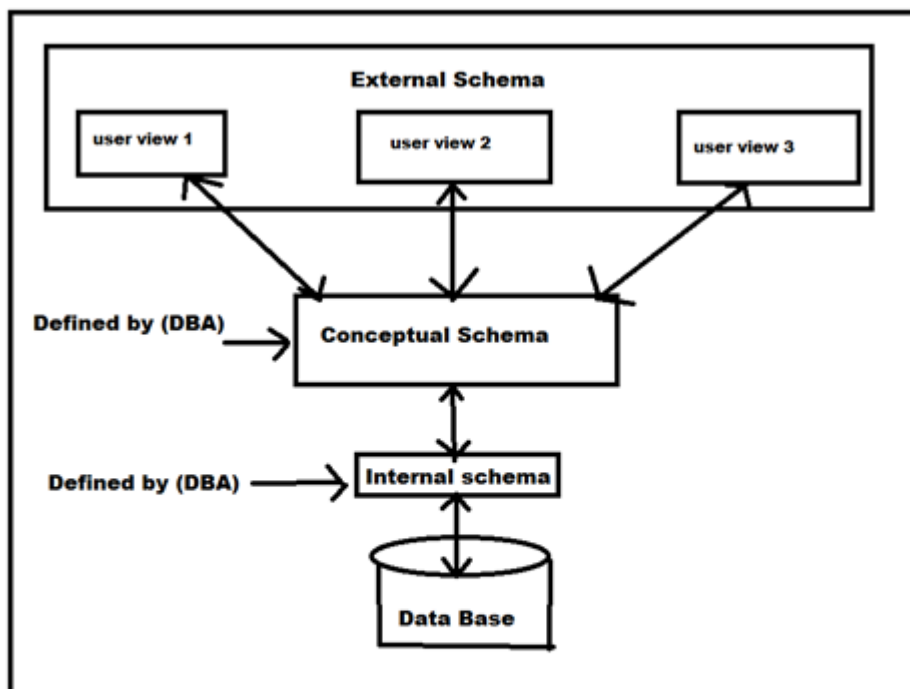 External Schema
user view 1
user view 2
user view 3
Defined by (DBA)
Conceptual Schema
Defined by (DBA)
Internal schema
Data Base